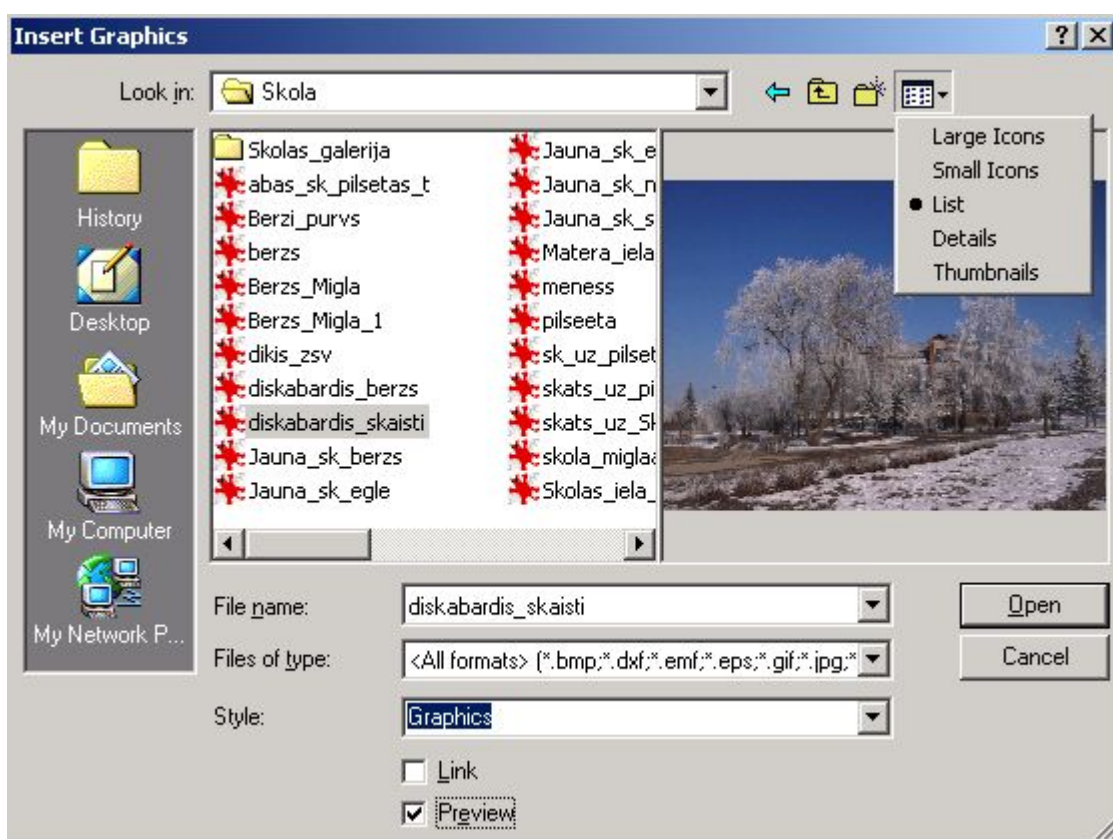 Insert Graphics
Look in:
Skola
Large Icons
Small Icons
List
Details
Thumbnails
History
Desktop
My Documents
My Computer
My Network P...
Skolas_galerija
abas_sk_pilsetas_t
Berzi_purvs
berzs
Berzs_Migla
Berzs_Migla_1
dikis_zsv
diskabardis_berzs
diskabardis_skaisti
Jauna_sk_berzs
Jauna_sk_egle
Jauna_sk_e
Jauna_sk_n
Jauna_sk_s
Matera_iela
meness
pilseeta
sk_uz_pilset
skats_uz_pi
skats_uz_Sk
skola_miglaa
Skolas_iela_
File name:
diskabardis_skaisti
Open
Files of type:
<All formats> (*.bmp;*.dxf;*.emf;*.eps;*.gif;*.jpg;*
Cancel
Style:
Graphics
Link
Preview